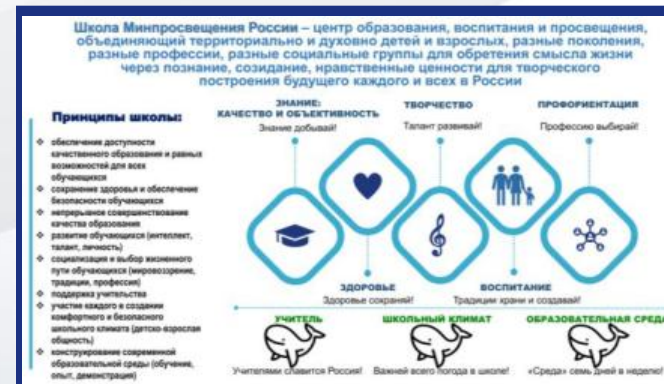 Школа Минпросвещения России – центр образования, воспитания и просвещения,
объединяющий территориально и духовно детей и взрослых, разные поколения,
разные профессии, разные социальные группы для обретения смысла жизни
через познание, созидание, нравственные ценности для творческого
построения будущего каждого и всех в России
Принципы школы:
обеспечение доступности
качественного образования и равных
возможностей для всех
обучающихся
сохранение здоровья и обеспечение
безопасности обучающихся
непрерывное совершенствование
качества образования
развитие обучающихся (интеллект,
талант, личность)
социализация и выбор жизненного
пути обучающихся (мировоззрение,
традиции, профессия)
поддержка учительства
участие каждого в создании
комфортного и безопасного
школьного климата (детско-взрослая
общность)
конструирование современной
образовательной среды (обучение,
опыт, демонстрация)
ЗНАНИЕ:
КАЧЕСТВО И ОБЪЕКТИВНОСТЬ
Знание добывай!
ТВОРЧЕСТВО
Талант развивай!
ПРОФОРИЕНТАЦИЯ
Профессию выбирай!
ЗДОРОВЬЕ
Здоровье сохраняй!
ВОСПИТАНИЕ
Традиции храни и создавай!
УЧИТЕЛЬ
Учителями славится Россия!
ШКОЛЬНЫЙ КЛИМАТ
Важней всего погода в школе!
ОБРАЗОВАТЕЛЬНАЯ СРЕДА
«Среда» семь дней в неделю!